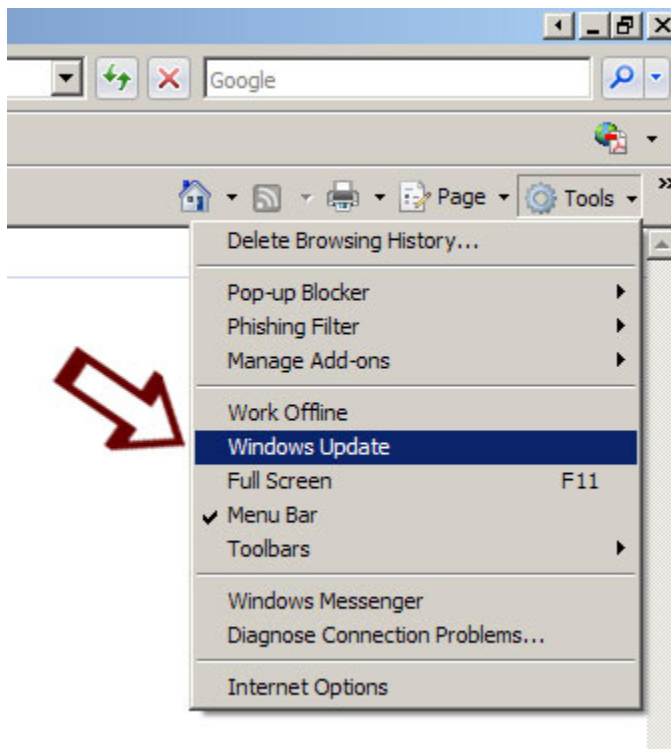 Google
Page
Tools
Delete Browsing History...
Pop-up Blocker
Phishing Filter
Manage Add-ons
Work Offline
Windows Update
Full Screen F11
Menu Bar
Toolbars
Windows Messenger
Diagnose Connection Problems...
Internet Options